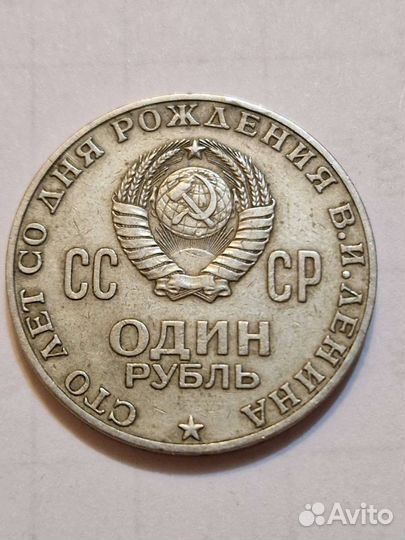 СТО ЛЕТ СО ДНЯ РОЖДЕНИЯ В.И.ЛЕНИНА
СС СР
ОДИН
РУБЛЬ
Avito